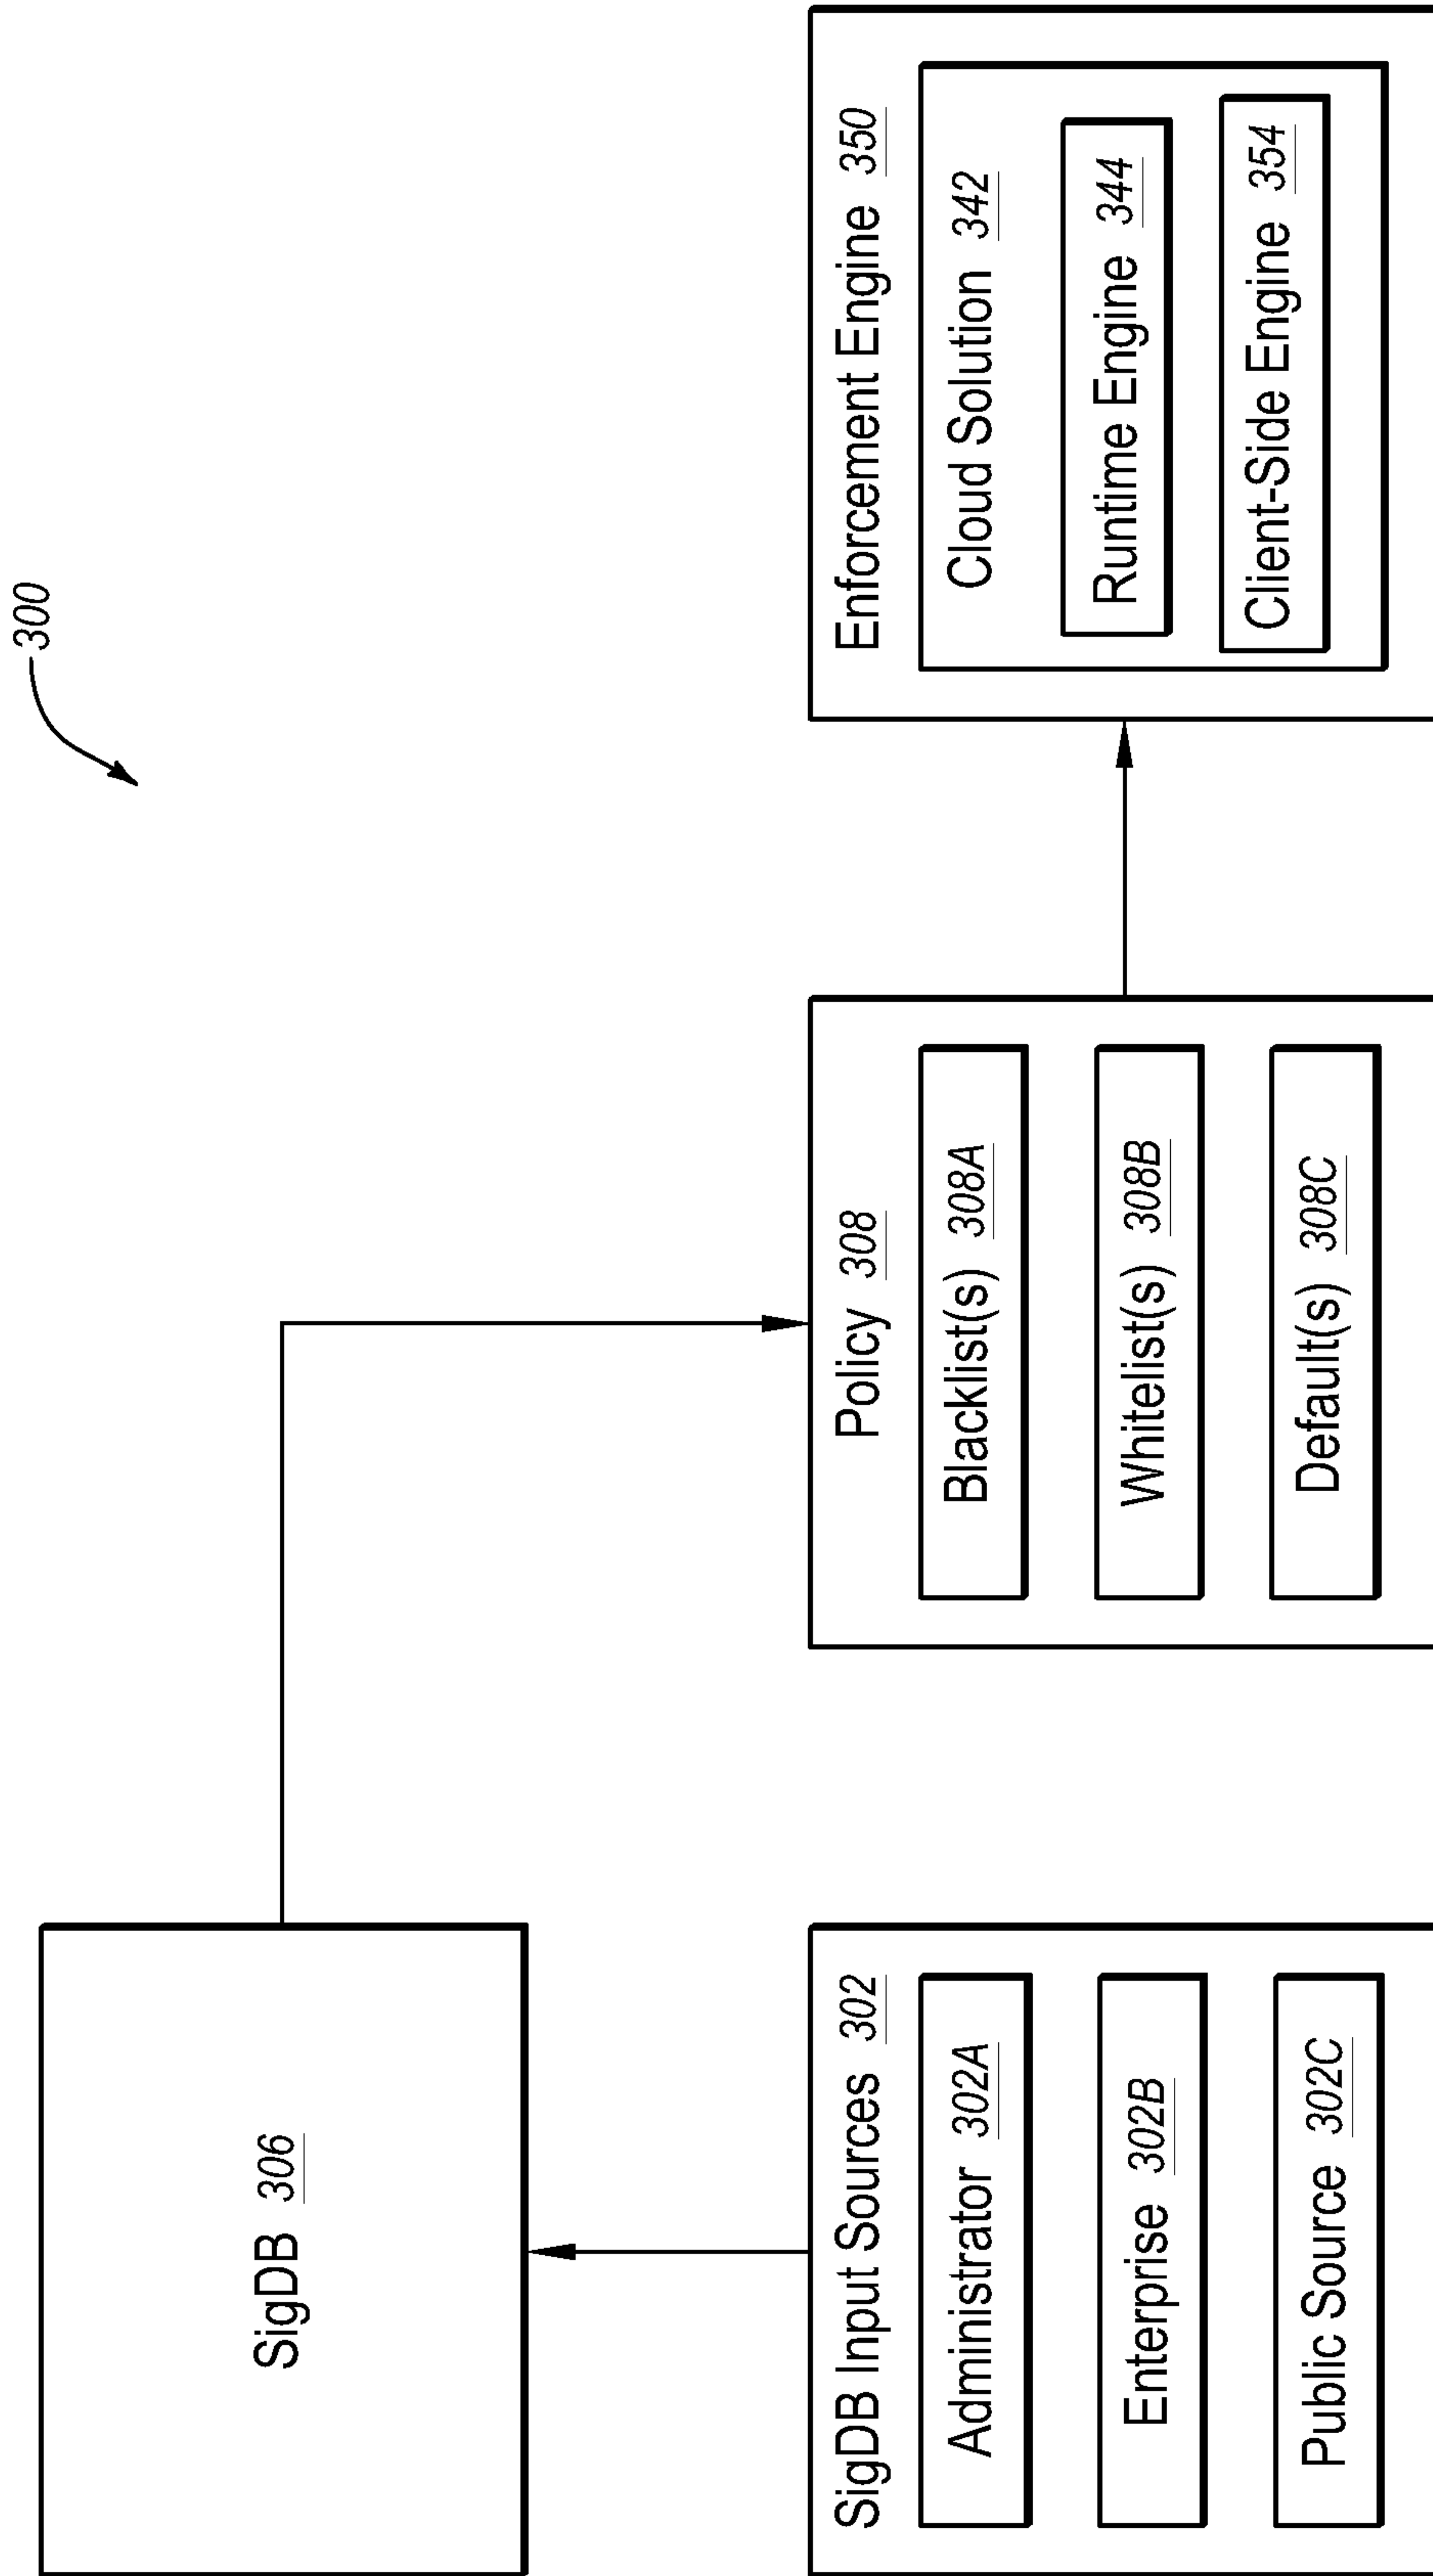 300
SigDB 306
SigDB Input Sources 302
Administrator 302A
Enterprise 302B
Public Source 302C
Policy 308
Blacklist(s) 308A
Whitelist(s) 308B
Default(s) 308C
Enforcement Engine 350
Cloud Solution 342
Runtime Engine 344
Client-Side Engine 354